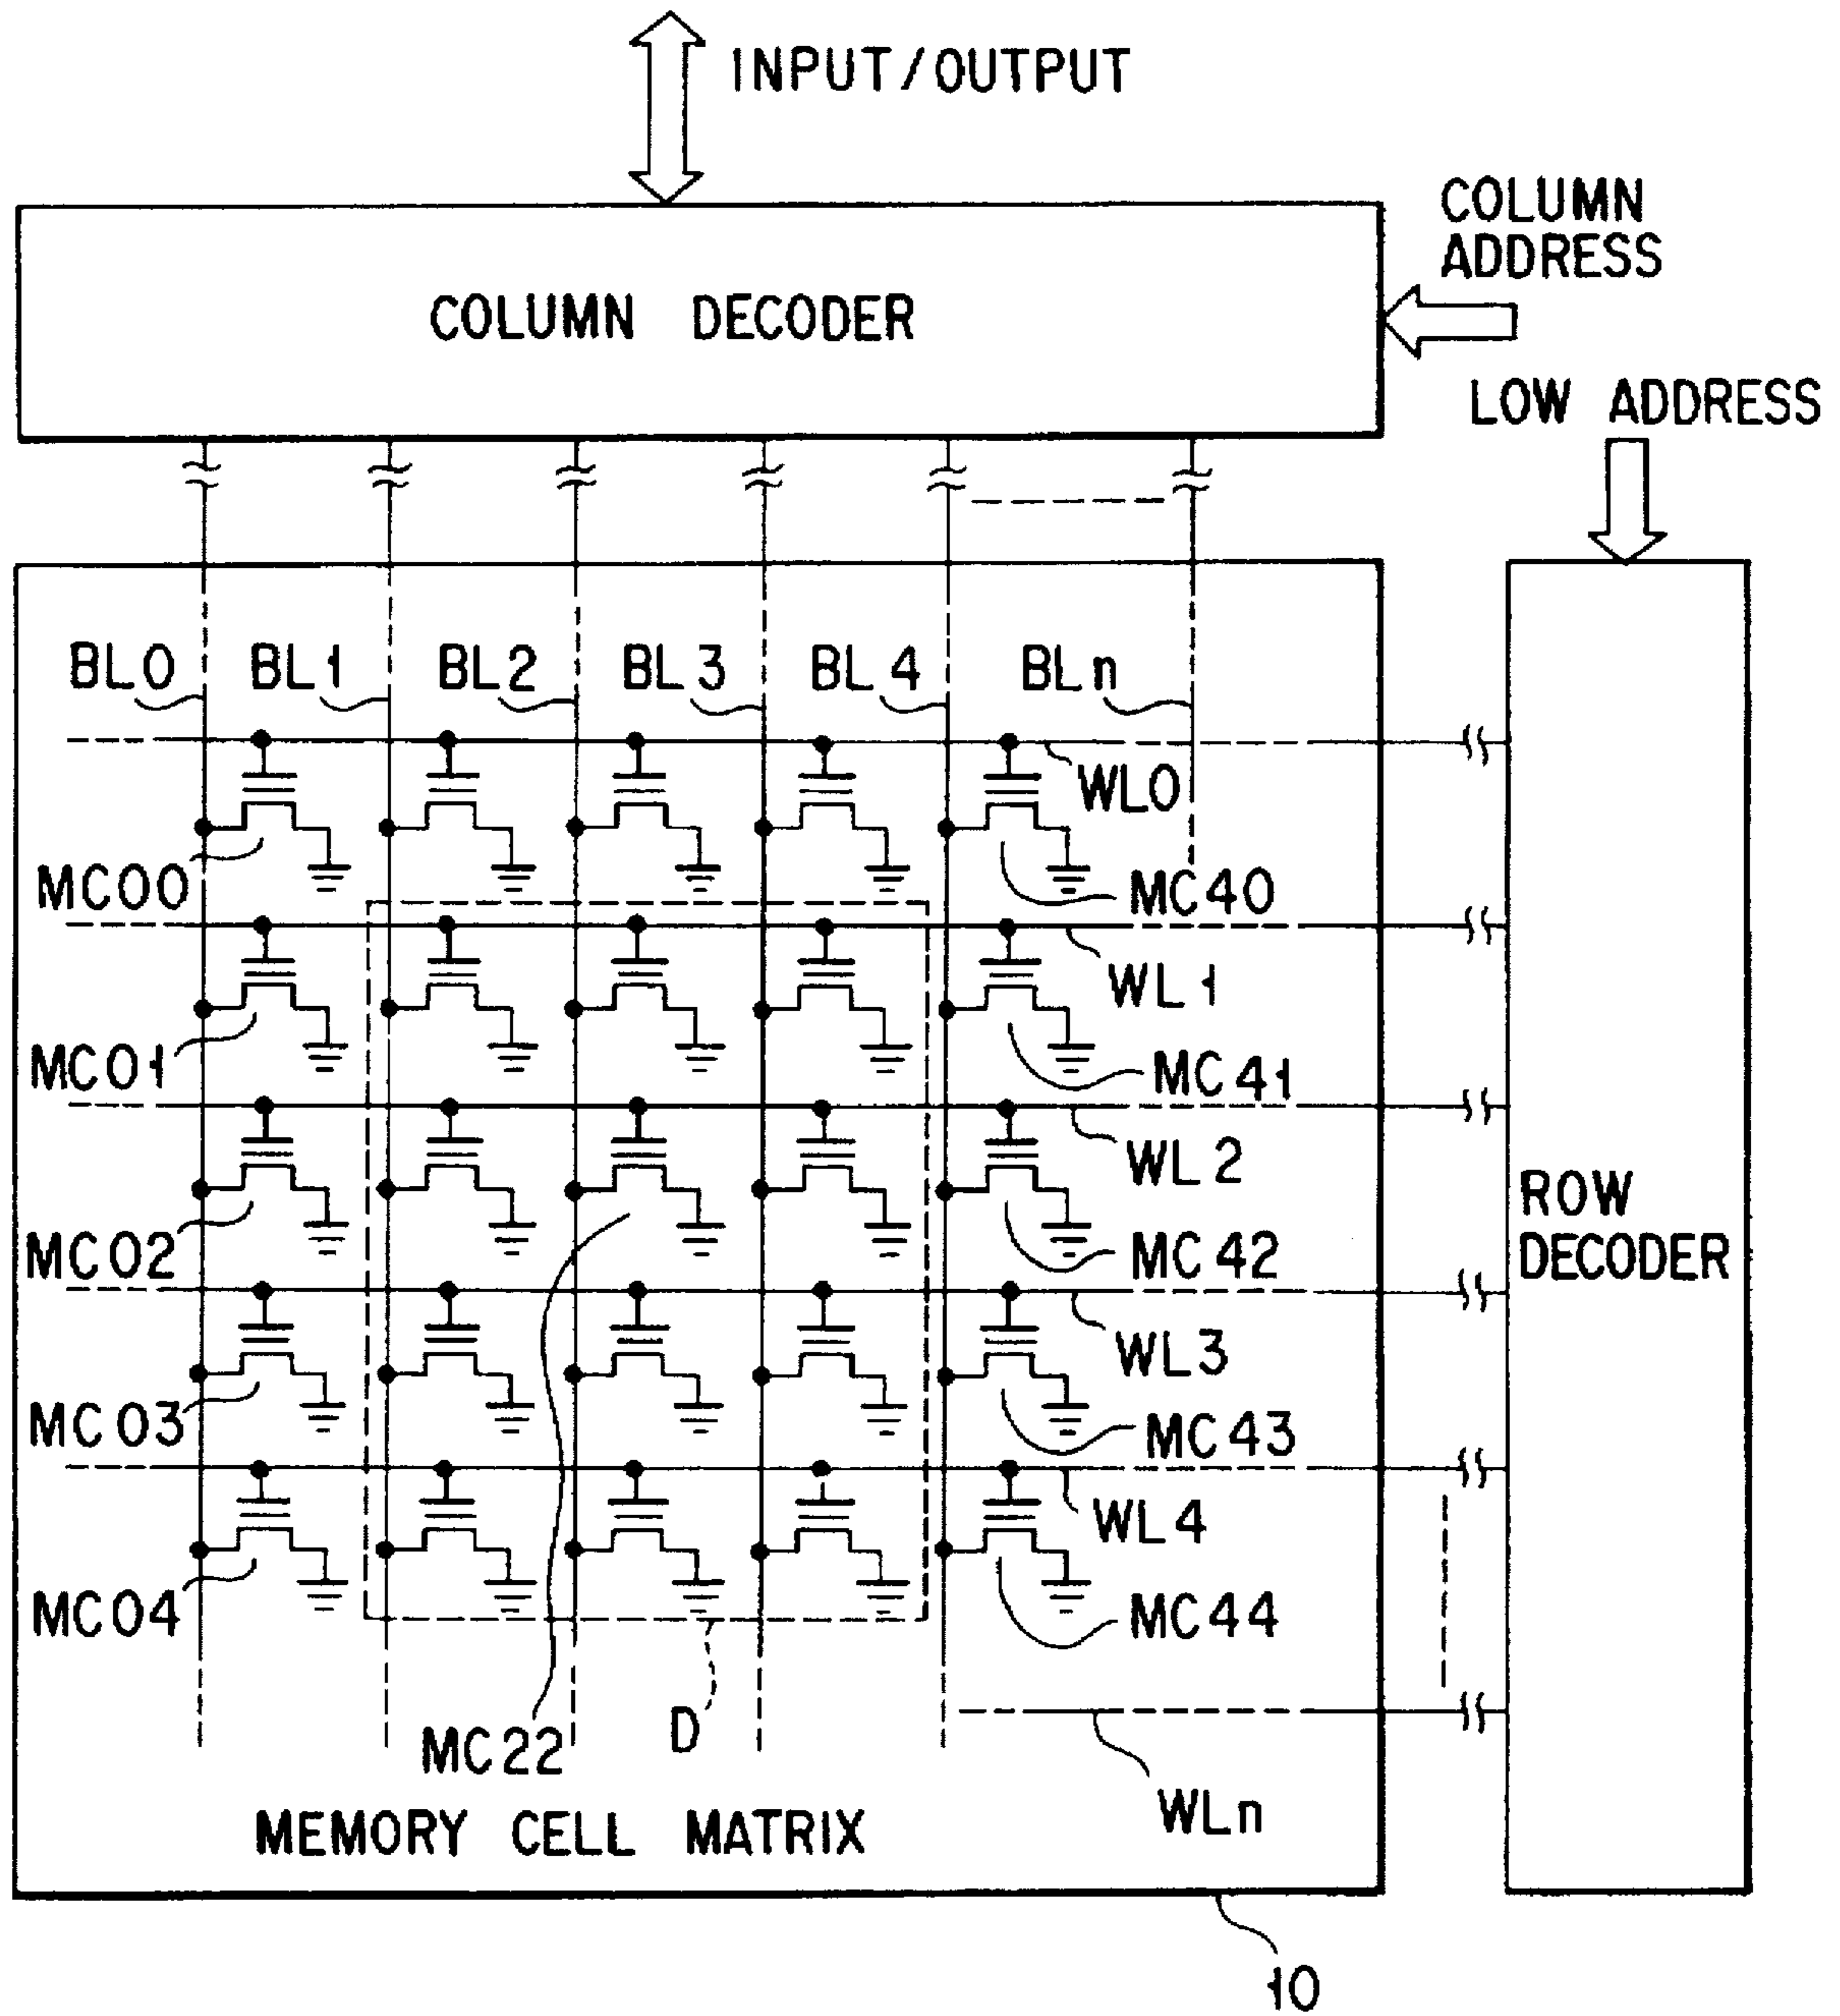 INPUT/OUTPUT
COLUMN
ADDRESS
COLUMN DECODER
LOW ADDRESS
BL0
BL1
BL2
BL3
BL4
BLn
WL0
MC00
MC40
WL1
MC01
MC41
WL2
ROW
DECODER
MC02
MC42
WL3
MC03
MC43
WL4
MC04
MC44
MC22
D
WLn
MEMORY CELL MATRIX
10